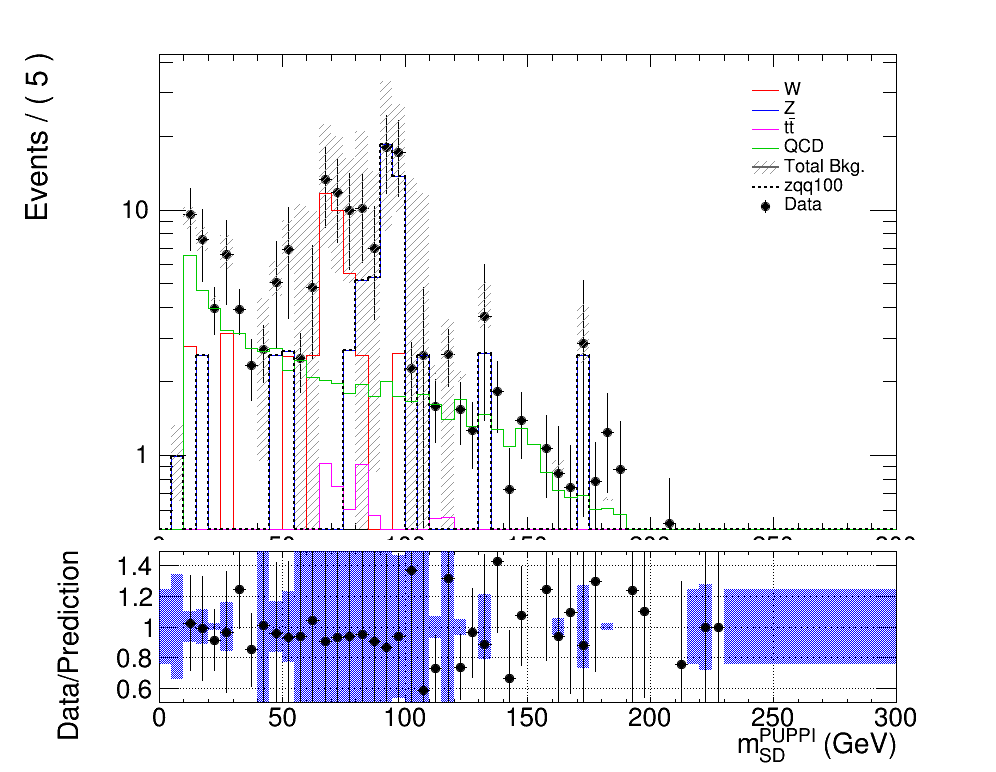 Events / ( 5 )
10
1
W
Z
tt̄
QCD
Total Bkg.
zqq100
Data
Data/Prediction
1.4
1.2
1
0.8
0.6
0 50 100 150 200 250 300
m_SD^PUPPI (GeV)